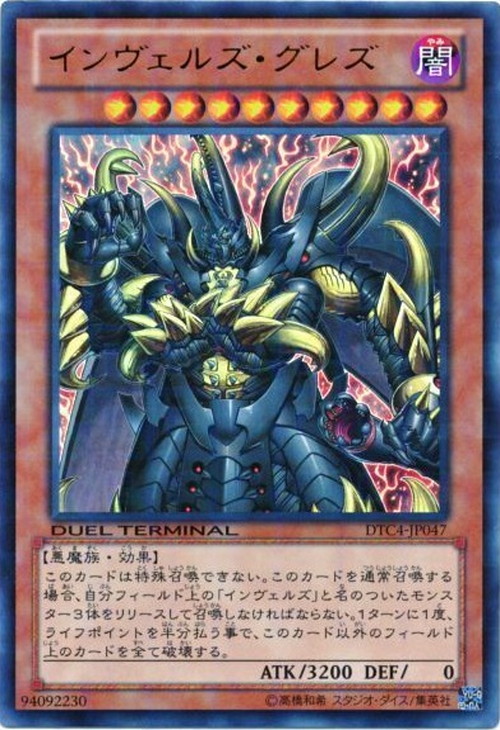 インヴェルズ・グレズ
闇
DUEL TERMINAL
DTC4-JP047
【悪魔族・効果】
このカードは特殊召喚できない。このカードを通常召喚する
場合、自分フィールド上の「インヴェルズ」と名のついたモンス
ター3体をリリースして召喚しなければならない。1ターンに1度、
ライフポイントを半分払う事で、このカード以外のフィールド
上のカードを全て破壊する。
ATK/3200 DEF/ 0
94092230
©高橋和希 スタジオ・ダイス/集英社